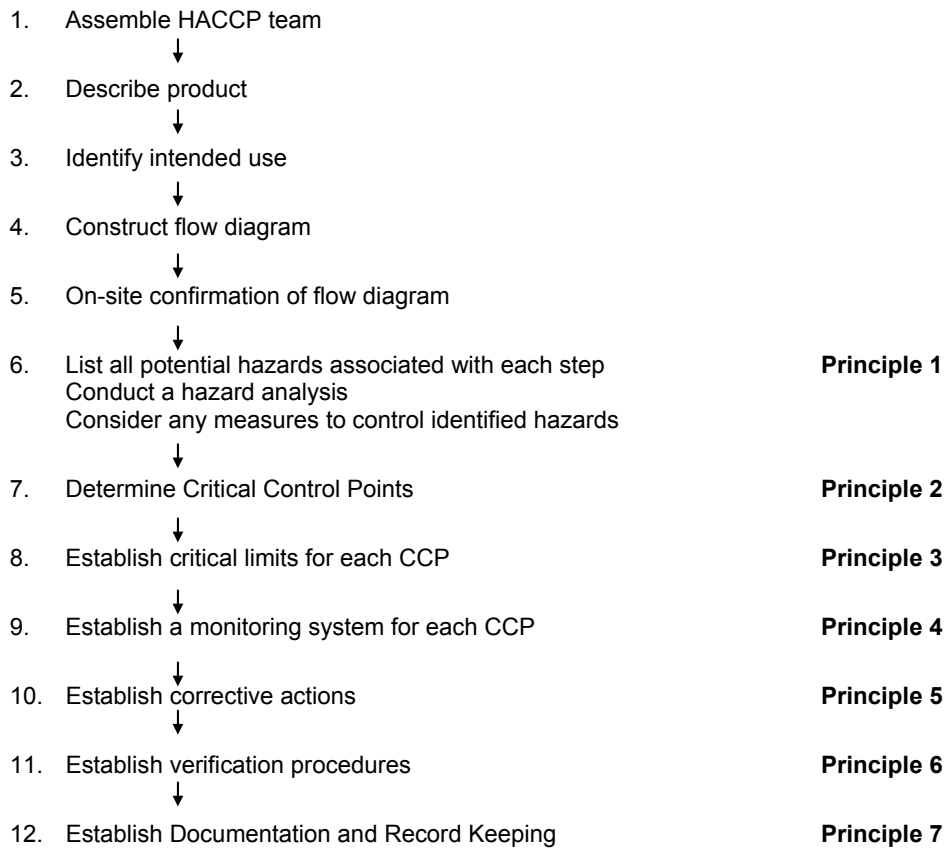 1. Assemble HACCP team
2. Describe product
3. Identify intended use
4. Construct flow diagram
5. On-site confirmation of flow diagram
6. List all potential hazards associated with each step Principle 1
Conduct a hazard analysis
Consider any measures to control identified hazards
7. Determine Critical Control Points Principle 2
8. Establish critical limits for each CCP Principle 3
9. Establish a monitoring system for each CCP Principle 4
10. Establish corrective actions Principle 5
11. Establish verification procedures Principle 6
12. Establish Documentation and Record Keeping Principle 7